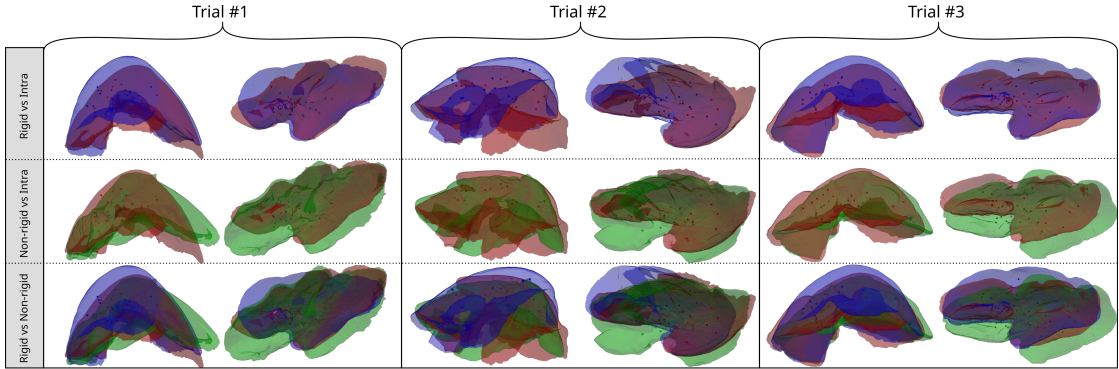 Trial #1
Trial #2
Trial #3
Rigid vs Intra
Non-rigid vs Intra
Rigid vs Non-rigid